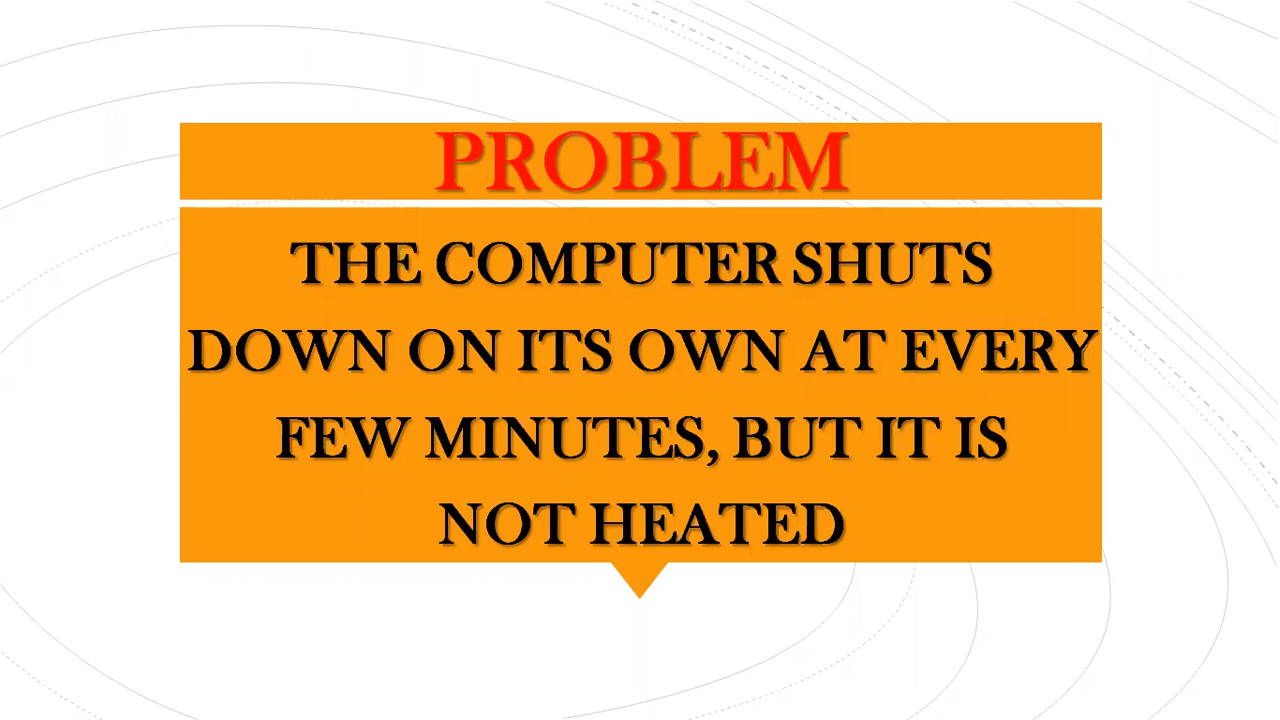 PROBLEM
THE COMPUTER SHUTS
DOWN ON ITS OWN AT EVERY
FEW MINUTES, BUT IT IS
NOT HEATED